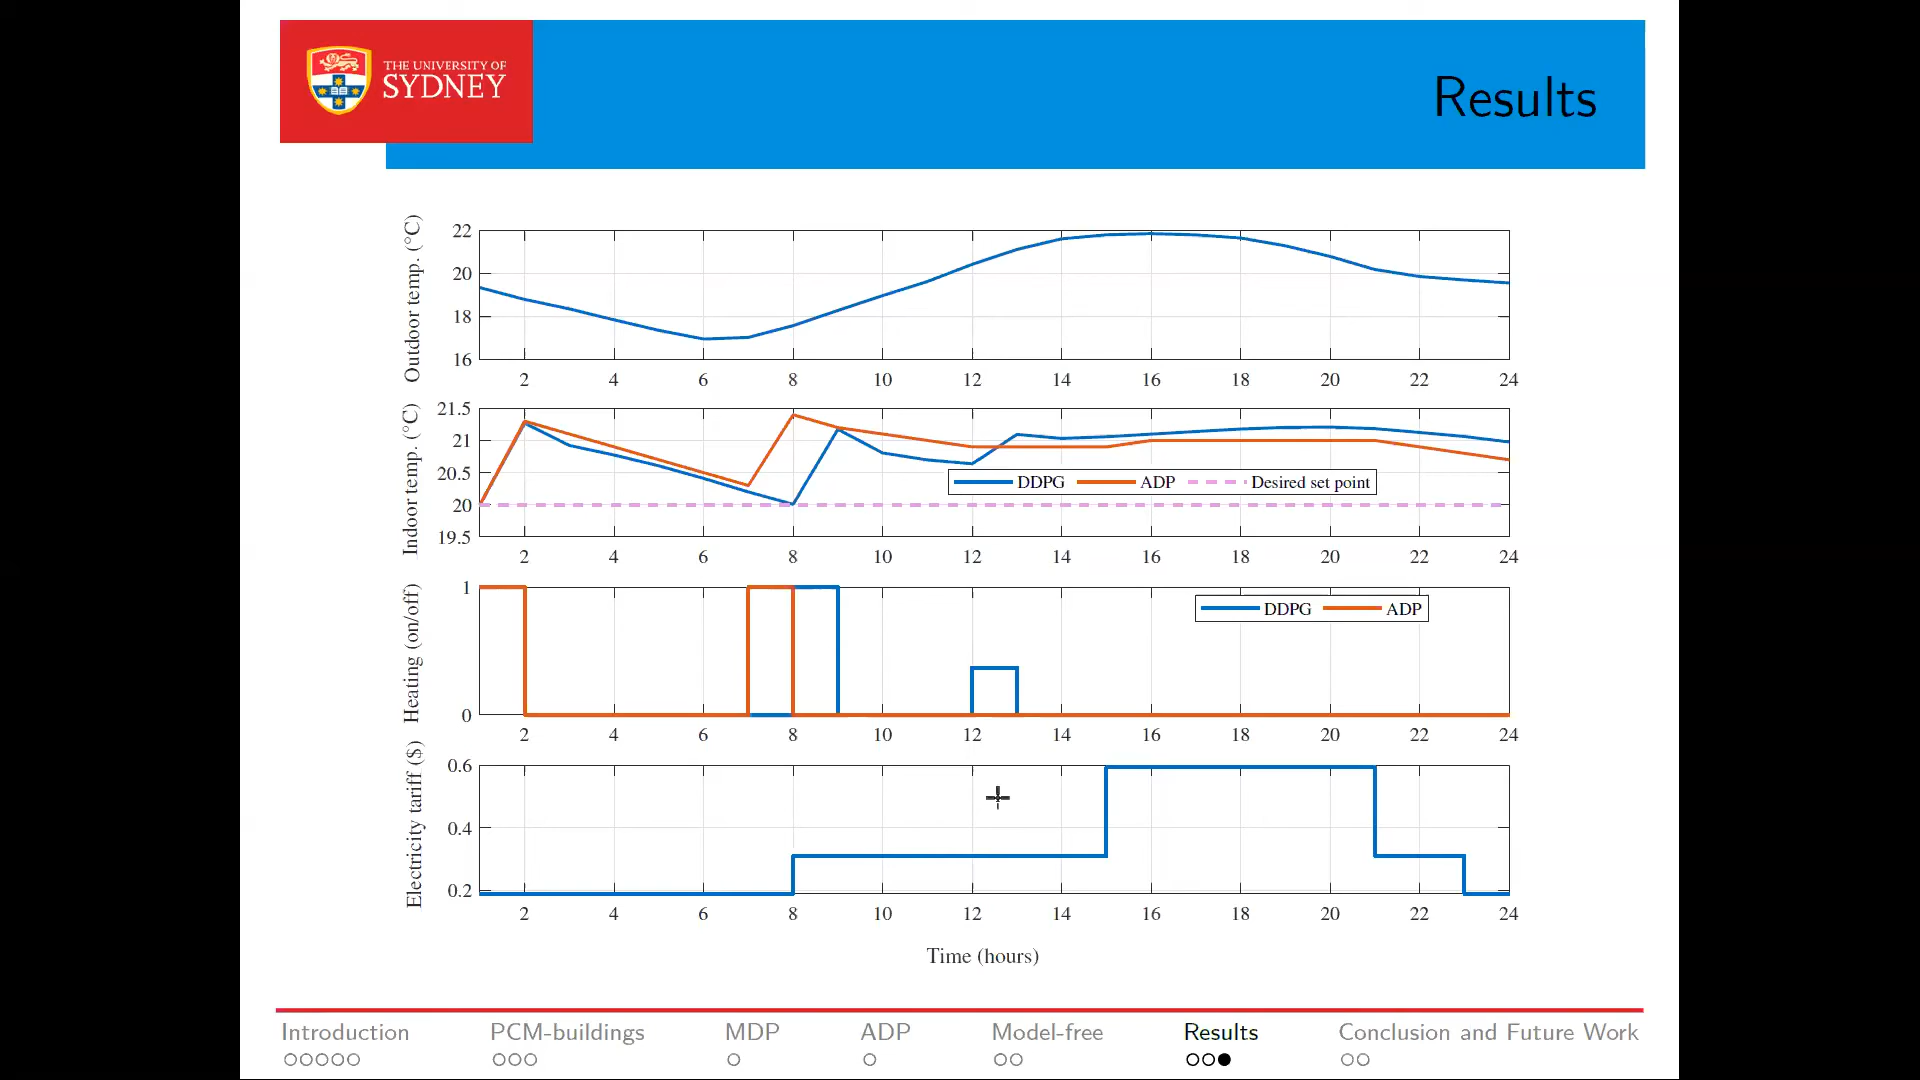 THE UNIVERSITY OF
SYDNEY
Results
Outdoor temp. (°C)
22
20
18
16
2 4 6 8 10 12 14 16 18 20 22 24
Indoor temp. (°C)
21.5
21
20.5
20
19.5
DDPG ADP Desired set point
2 4 6 8 10 12 14 16 18 20 22 24
Heating (on/off)
1
0
DDPG ADP
2 4 6 8 10 12 14 16 18 20 22 24
Electricity tariff ($)
0.6
0.4
0.2
2 4 6 8 10 12 14 16 18 20 22 24
Time (hours)
Introduction PCM-buildings MDP ADP Model-free Results Conclusion and Future Work